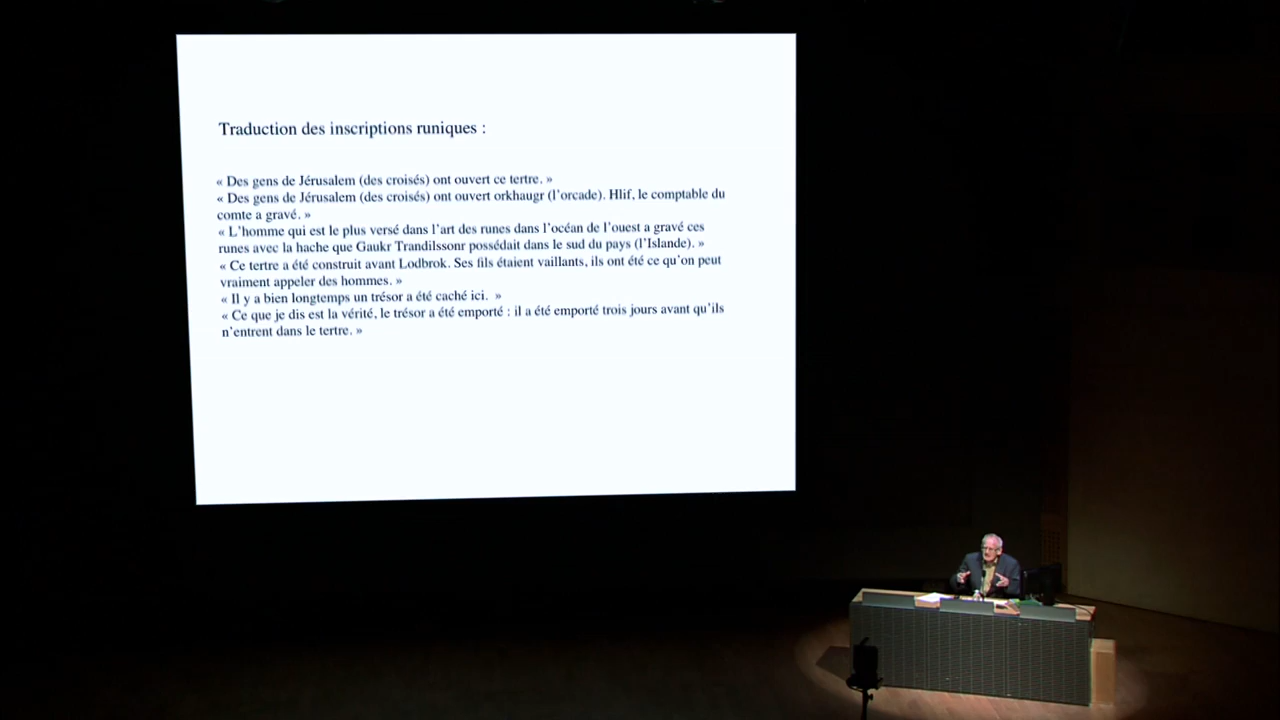 Traduction des inscriptions runiques :
« Des gens de Jérusalem (des croisés) ont ouvert ce tertre. »
« Des gens de Jérusalem (des croisés) ont ouvert orkhaugr (l'orcade). Hlif, le comptable du
comte a gravé. »
« L'homme qui est le plus versé dans l'art des runes dans l'océan de l'ouest a gravé ces
runes avec la hache que Gaukr Trandilssonr possédait dans le sud du pays (l'Islande). »
« Ce tertre a été construit avant Lodbrok. Ses fils étaient vaillants, ils ont été ce qu'on peut
vraiment appeler des hommes. »
« Il y a bien longtemps un trésor a été caché ici. »
« Ce que je dis est la vérité, le trésor a été emporté : il a été emporté trois jours avant qu'ils
n'entrent dans le tertre. »